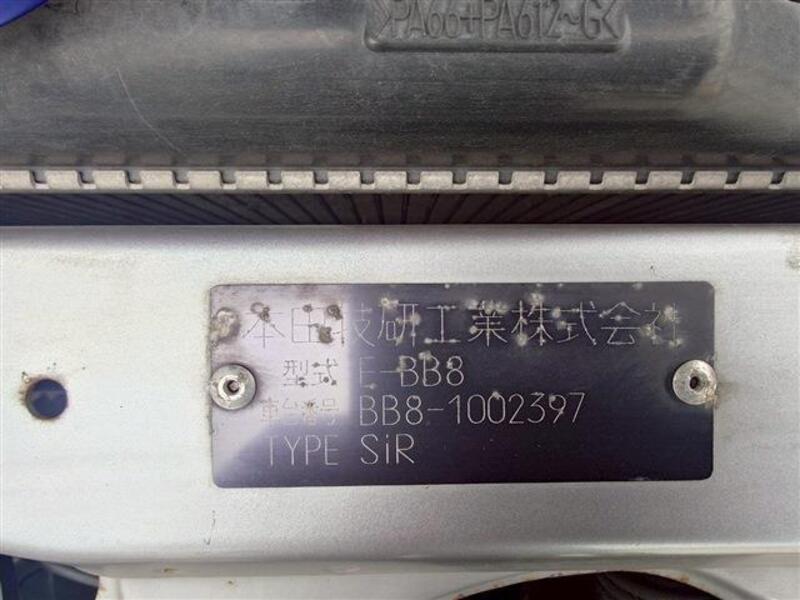 >PA66+PA612~G<
本田技研工業株式会社
型式 E-BB8
車台番号 BB8-1002397
TYPE SiR